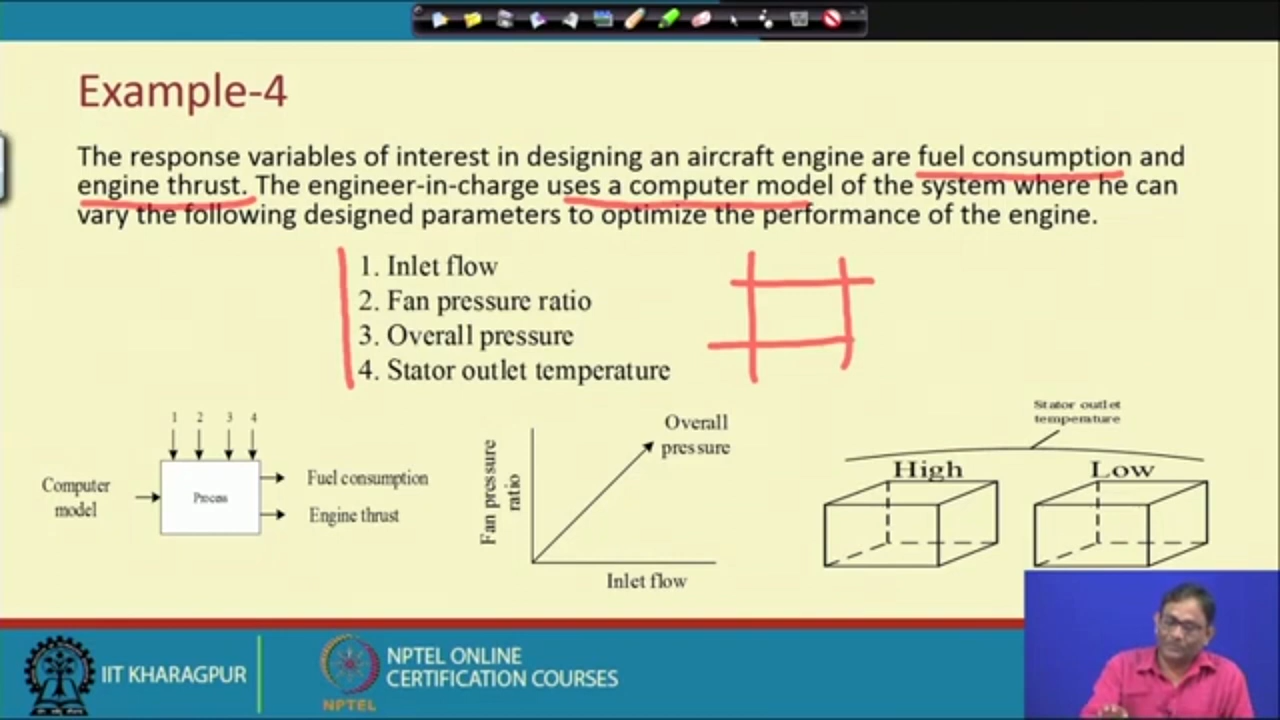 Example-4
The response variables of interest in designing an aircraft engine are fuel consumption and
engine thrust. The engineer-in-charge uses a computer model of the system where he can
vary the following designed parameters to optimize the performance of the engine.
1. Inlet flow
2. Fan pressure ratio
3. Overall pressure
4. Stator outlet temperature
1 2 3 4
Computer
model
Process
Fuel consumption
Engine thrust
Fan pressure
ratio
Overall
pressure
Inlet flow
Stator outlet
temperature
High
Low
IIT KHARAGPUR
NPTEL
NPTEL ONLINE
CERTIFICATION COURSES